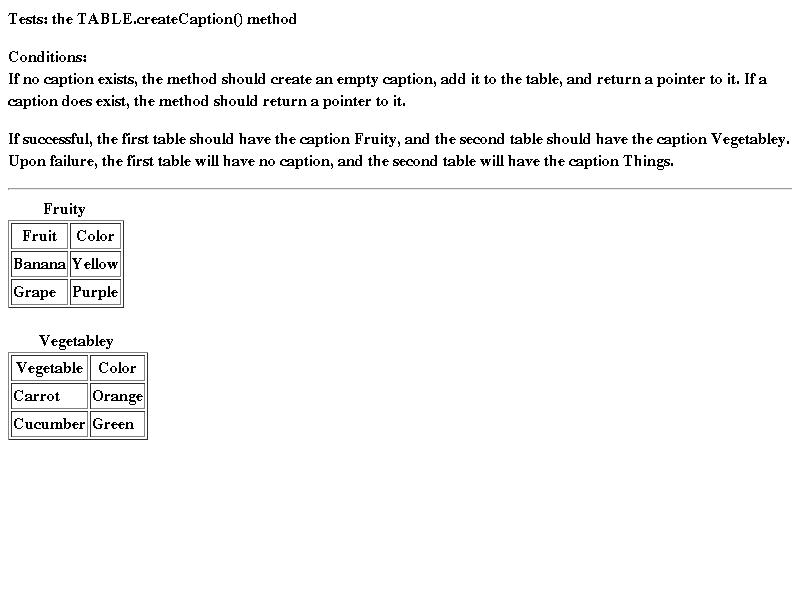 Tests: the TABLE.createCaption() method
Conditions:
If no caption exists, the method should create an empty caption, add it to the table, and return a pointer to it. If a
caption does exist, the method should return a pointer to it.
If successful, the first table should have the caption Fruity, and the second table should have the caption Vegetabley.
Upon failure, the first table will have no caption, and the second table will have the caption Things.
Fruity
Fruit Color
Banana Yellow
Grape Purple
Vegetabley
Vegetable Color
Carrot Orange
Cucumber Green